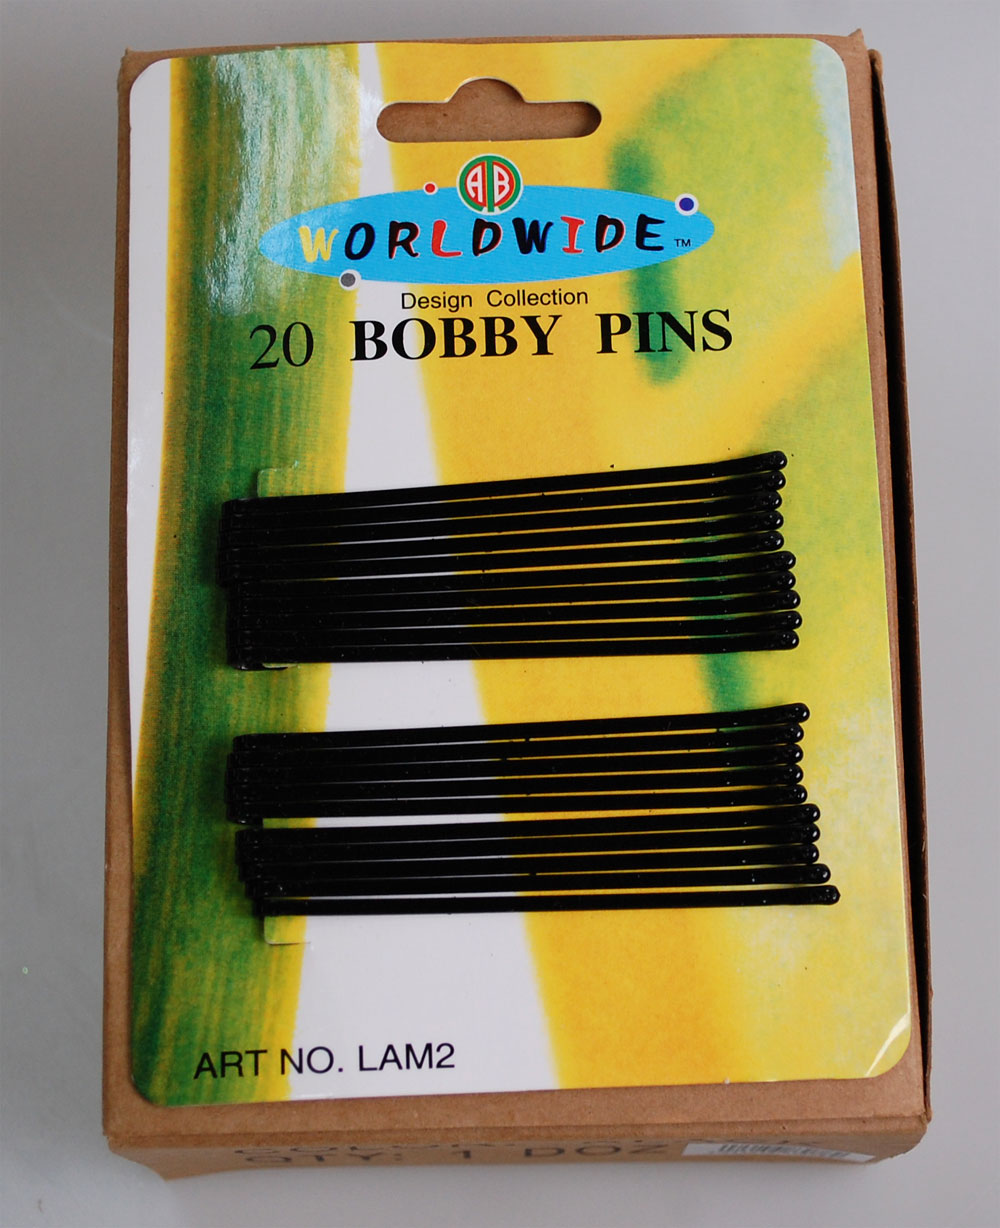 AB
WORLDWIDE™
Design Collection
20 BOBBY PINS
ART NO. LAM2
QTY: 1 DOZ